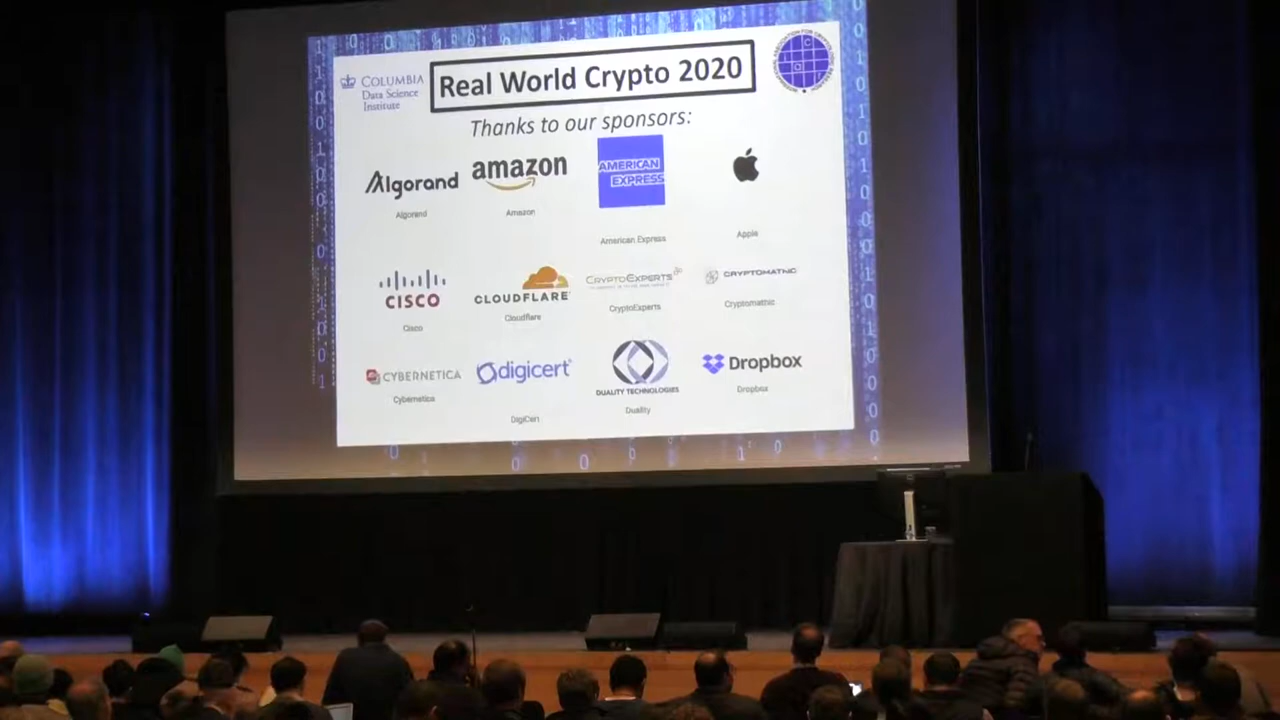 COLUMBIA
Data Science
Institute
Real World Crypto 2020
Thanks to our sponsors:
Algorand
amazon
AMERICAN
EXPRESS
Algorand
Amazon
American Express
Apple
CISCO
CLOUDFLARE
CRYPTOEXPERTS
CRYPTOMATHIC
Cisco
Cloudflare
CryptoExperts
Cryptomathic
CYBERNETICA
digicert
DUALITY TECHNOLOGIES
Dropbox
Cybernetica
DigiCert
Duality
Dropbox